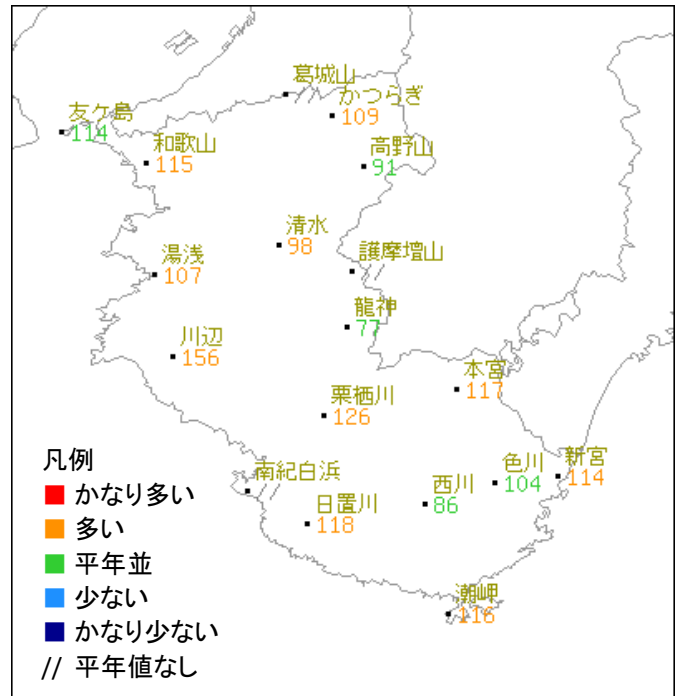 葛城山
//
かつらぎ
109
友ケ島
114
和歌山
115
高野山
91
清水
98
護摩壇山
//
湯浅
107
龍神
77
川辺
156
本宮
117
栗栖川
126
南紀白浜
//
日置川
118
西川
86
色川
104
新宮
114
潮岬
116
凡例
かなり多い
多い
平年並
少ない
かなり少ない
// 平年値なし